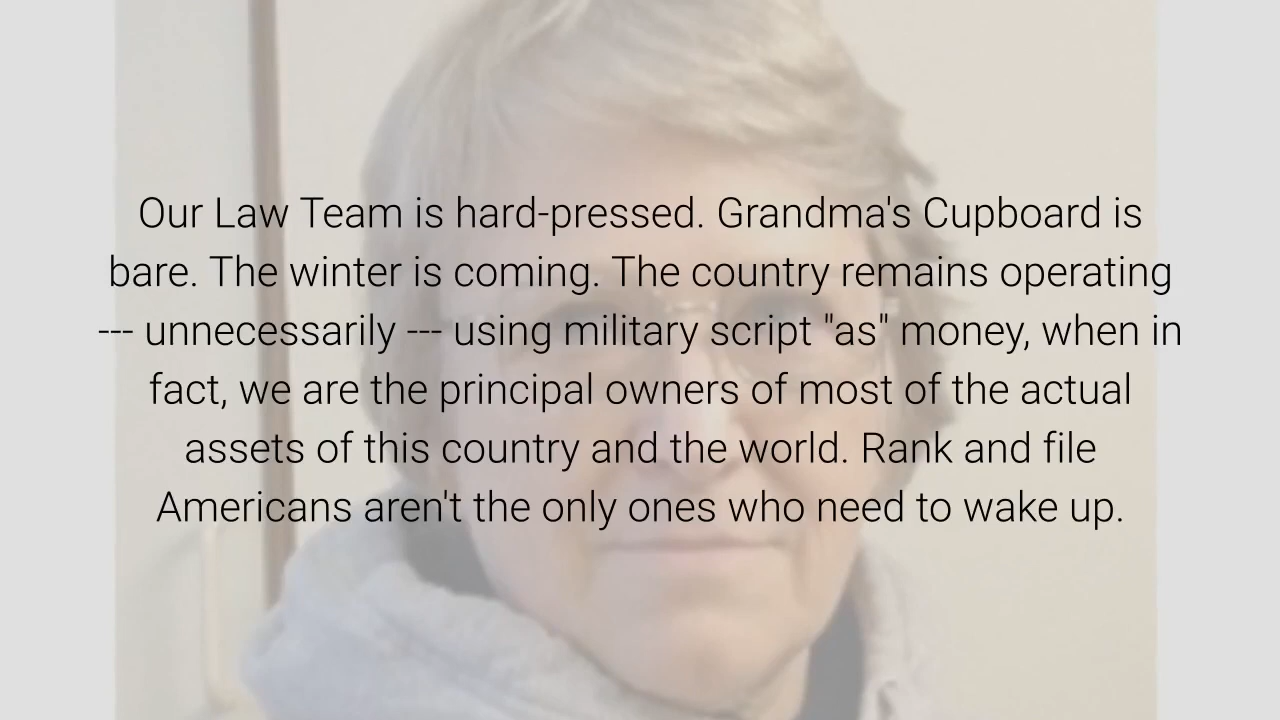 Our Law Team is hard-pressed. Grandma's Cupboard is
bare. The winter is coming. The country remains operating
--- unnecessarily --- using military script "as" money, when in
fact, we are the principal owners of most of the actual
assets of this country and the world. Rank and file
Americans aren't the only ones who need to wake up.